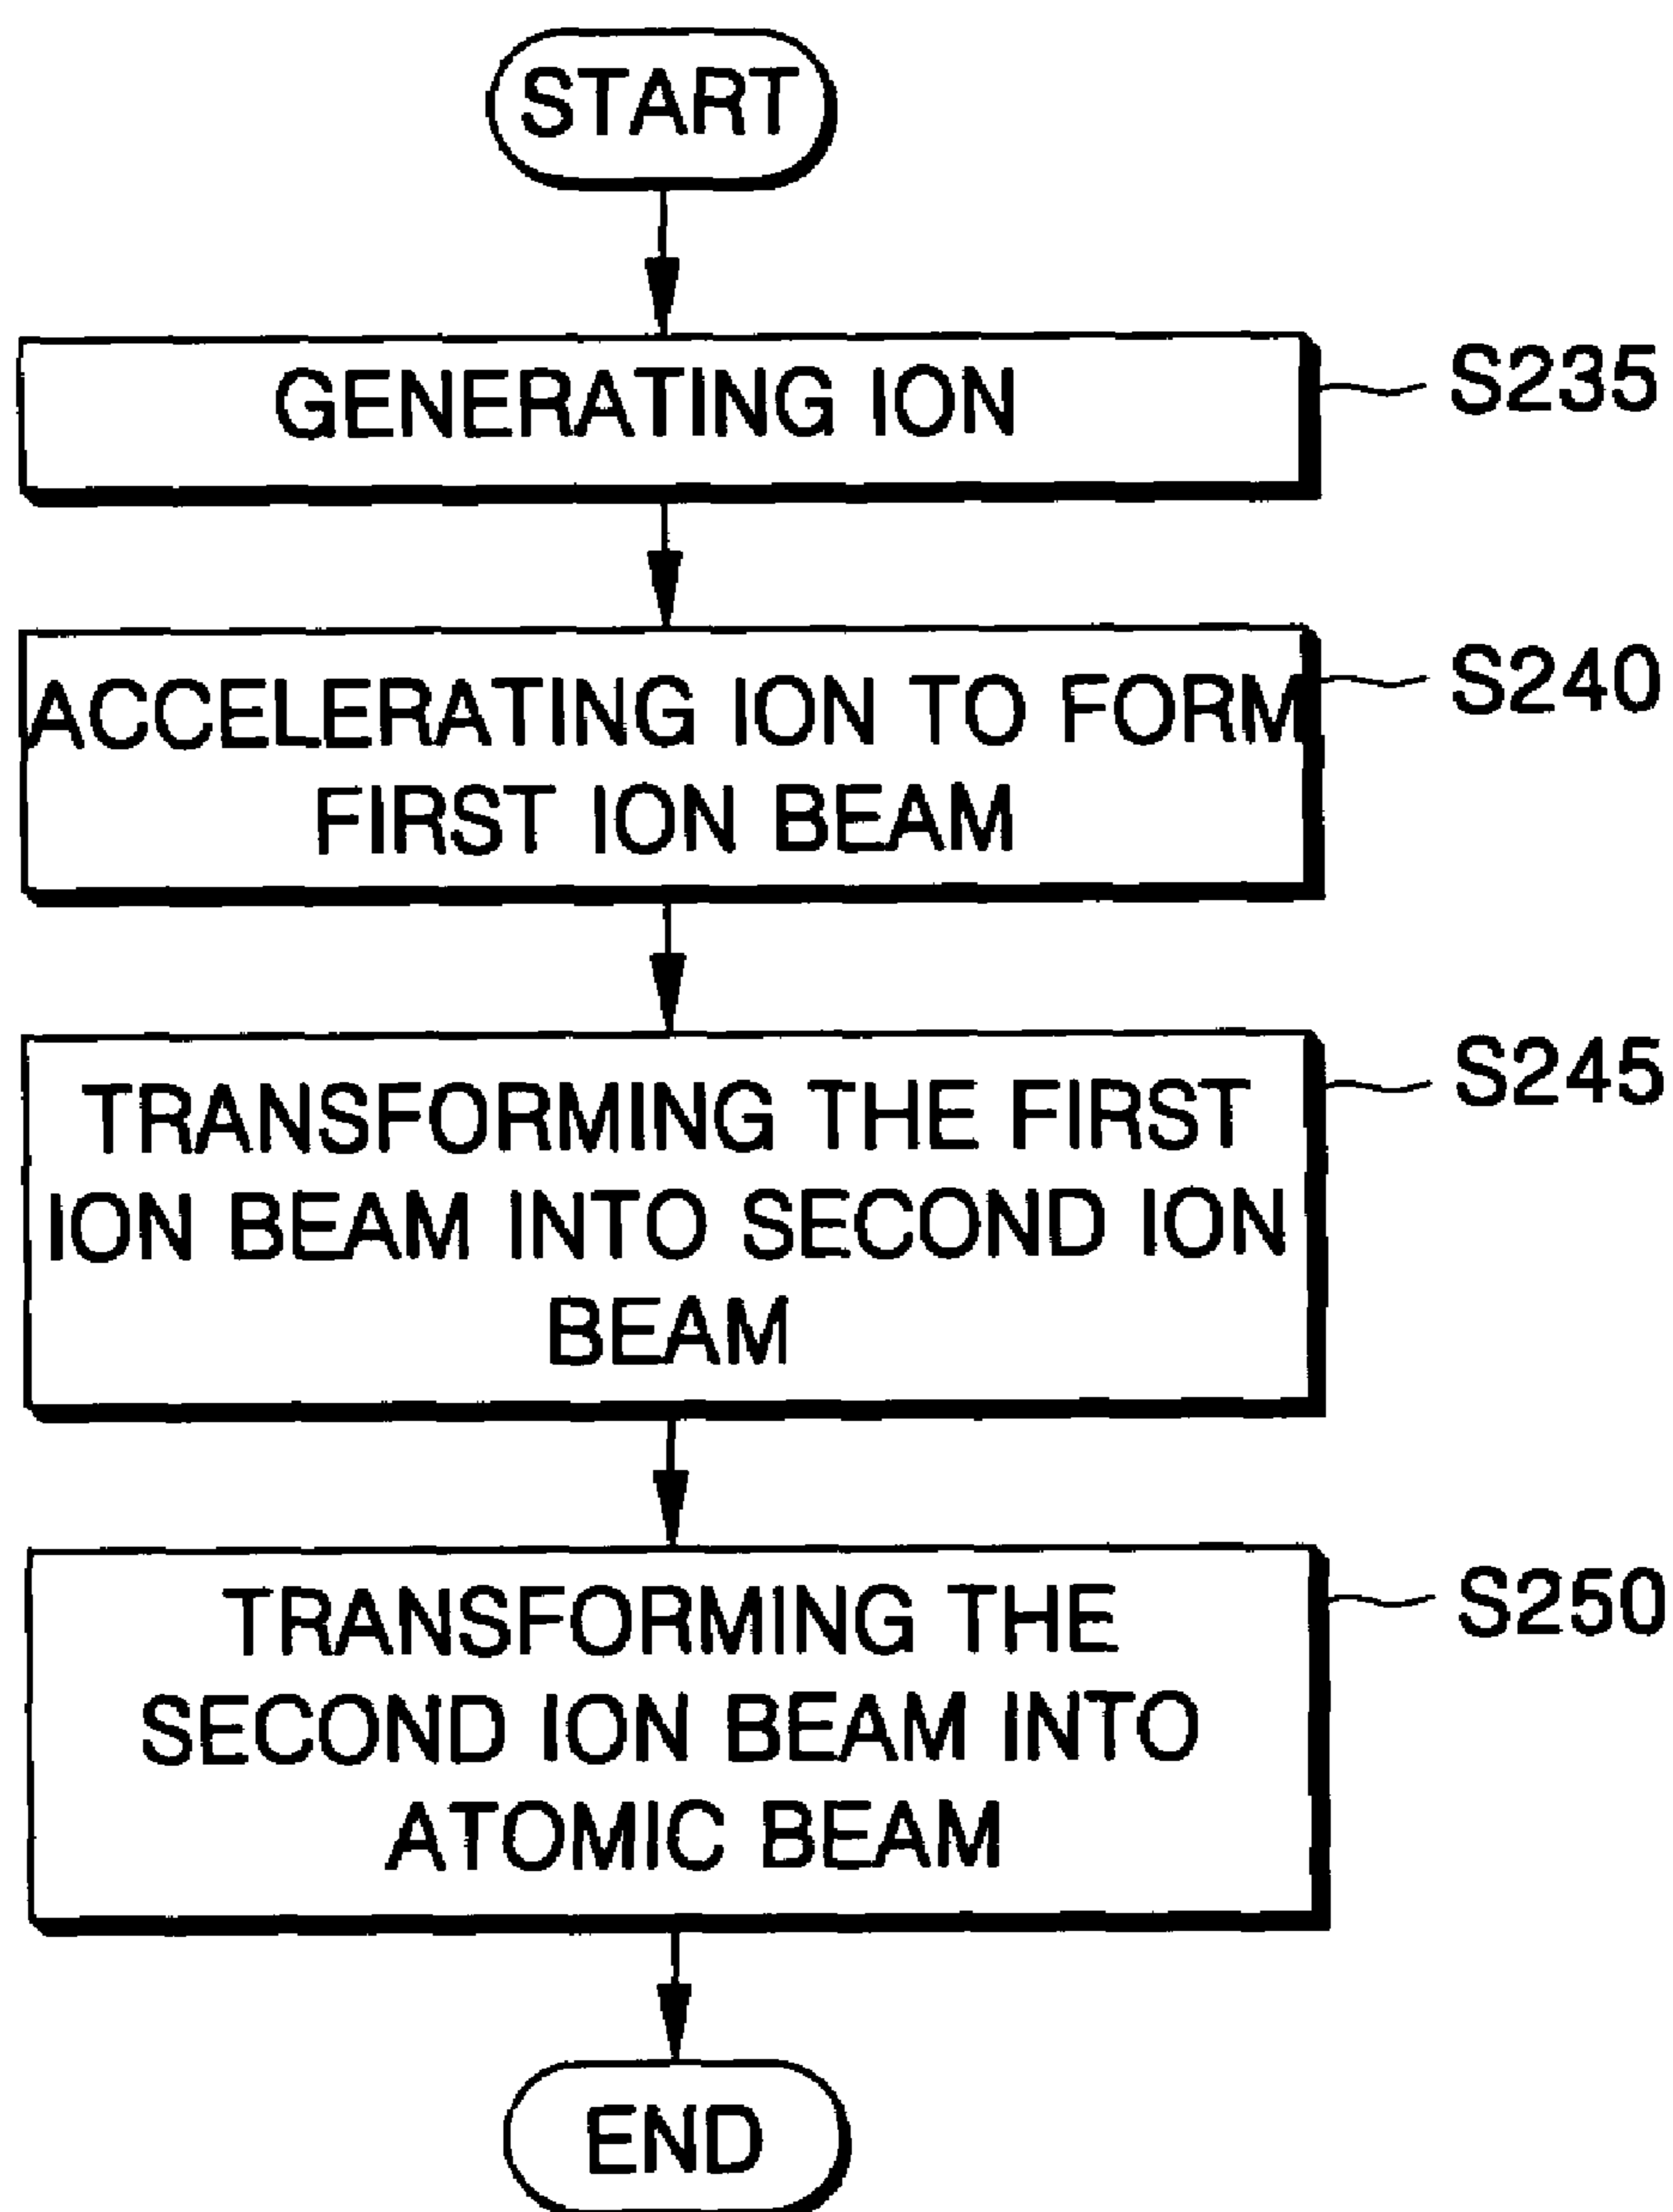 START
GENERATING ION
S235
ACCELERATING ION TO FORM
FIRST ION BEAM
S240
TRANSFORMING THE FIRST
ION BEAM INTO SECOND ION
BEAM
S245
TRANSFORMING THE
SECOND ION BEAM INTO
ATOMIC BEAM
S250
END